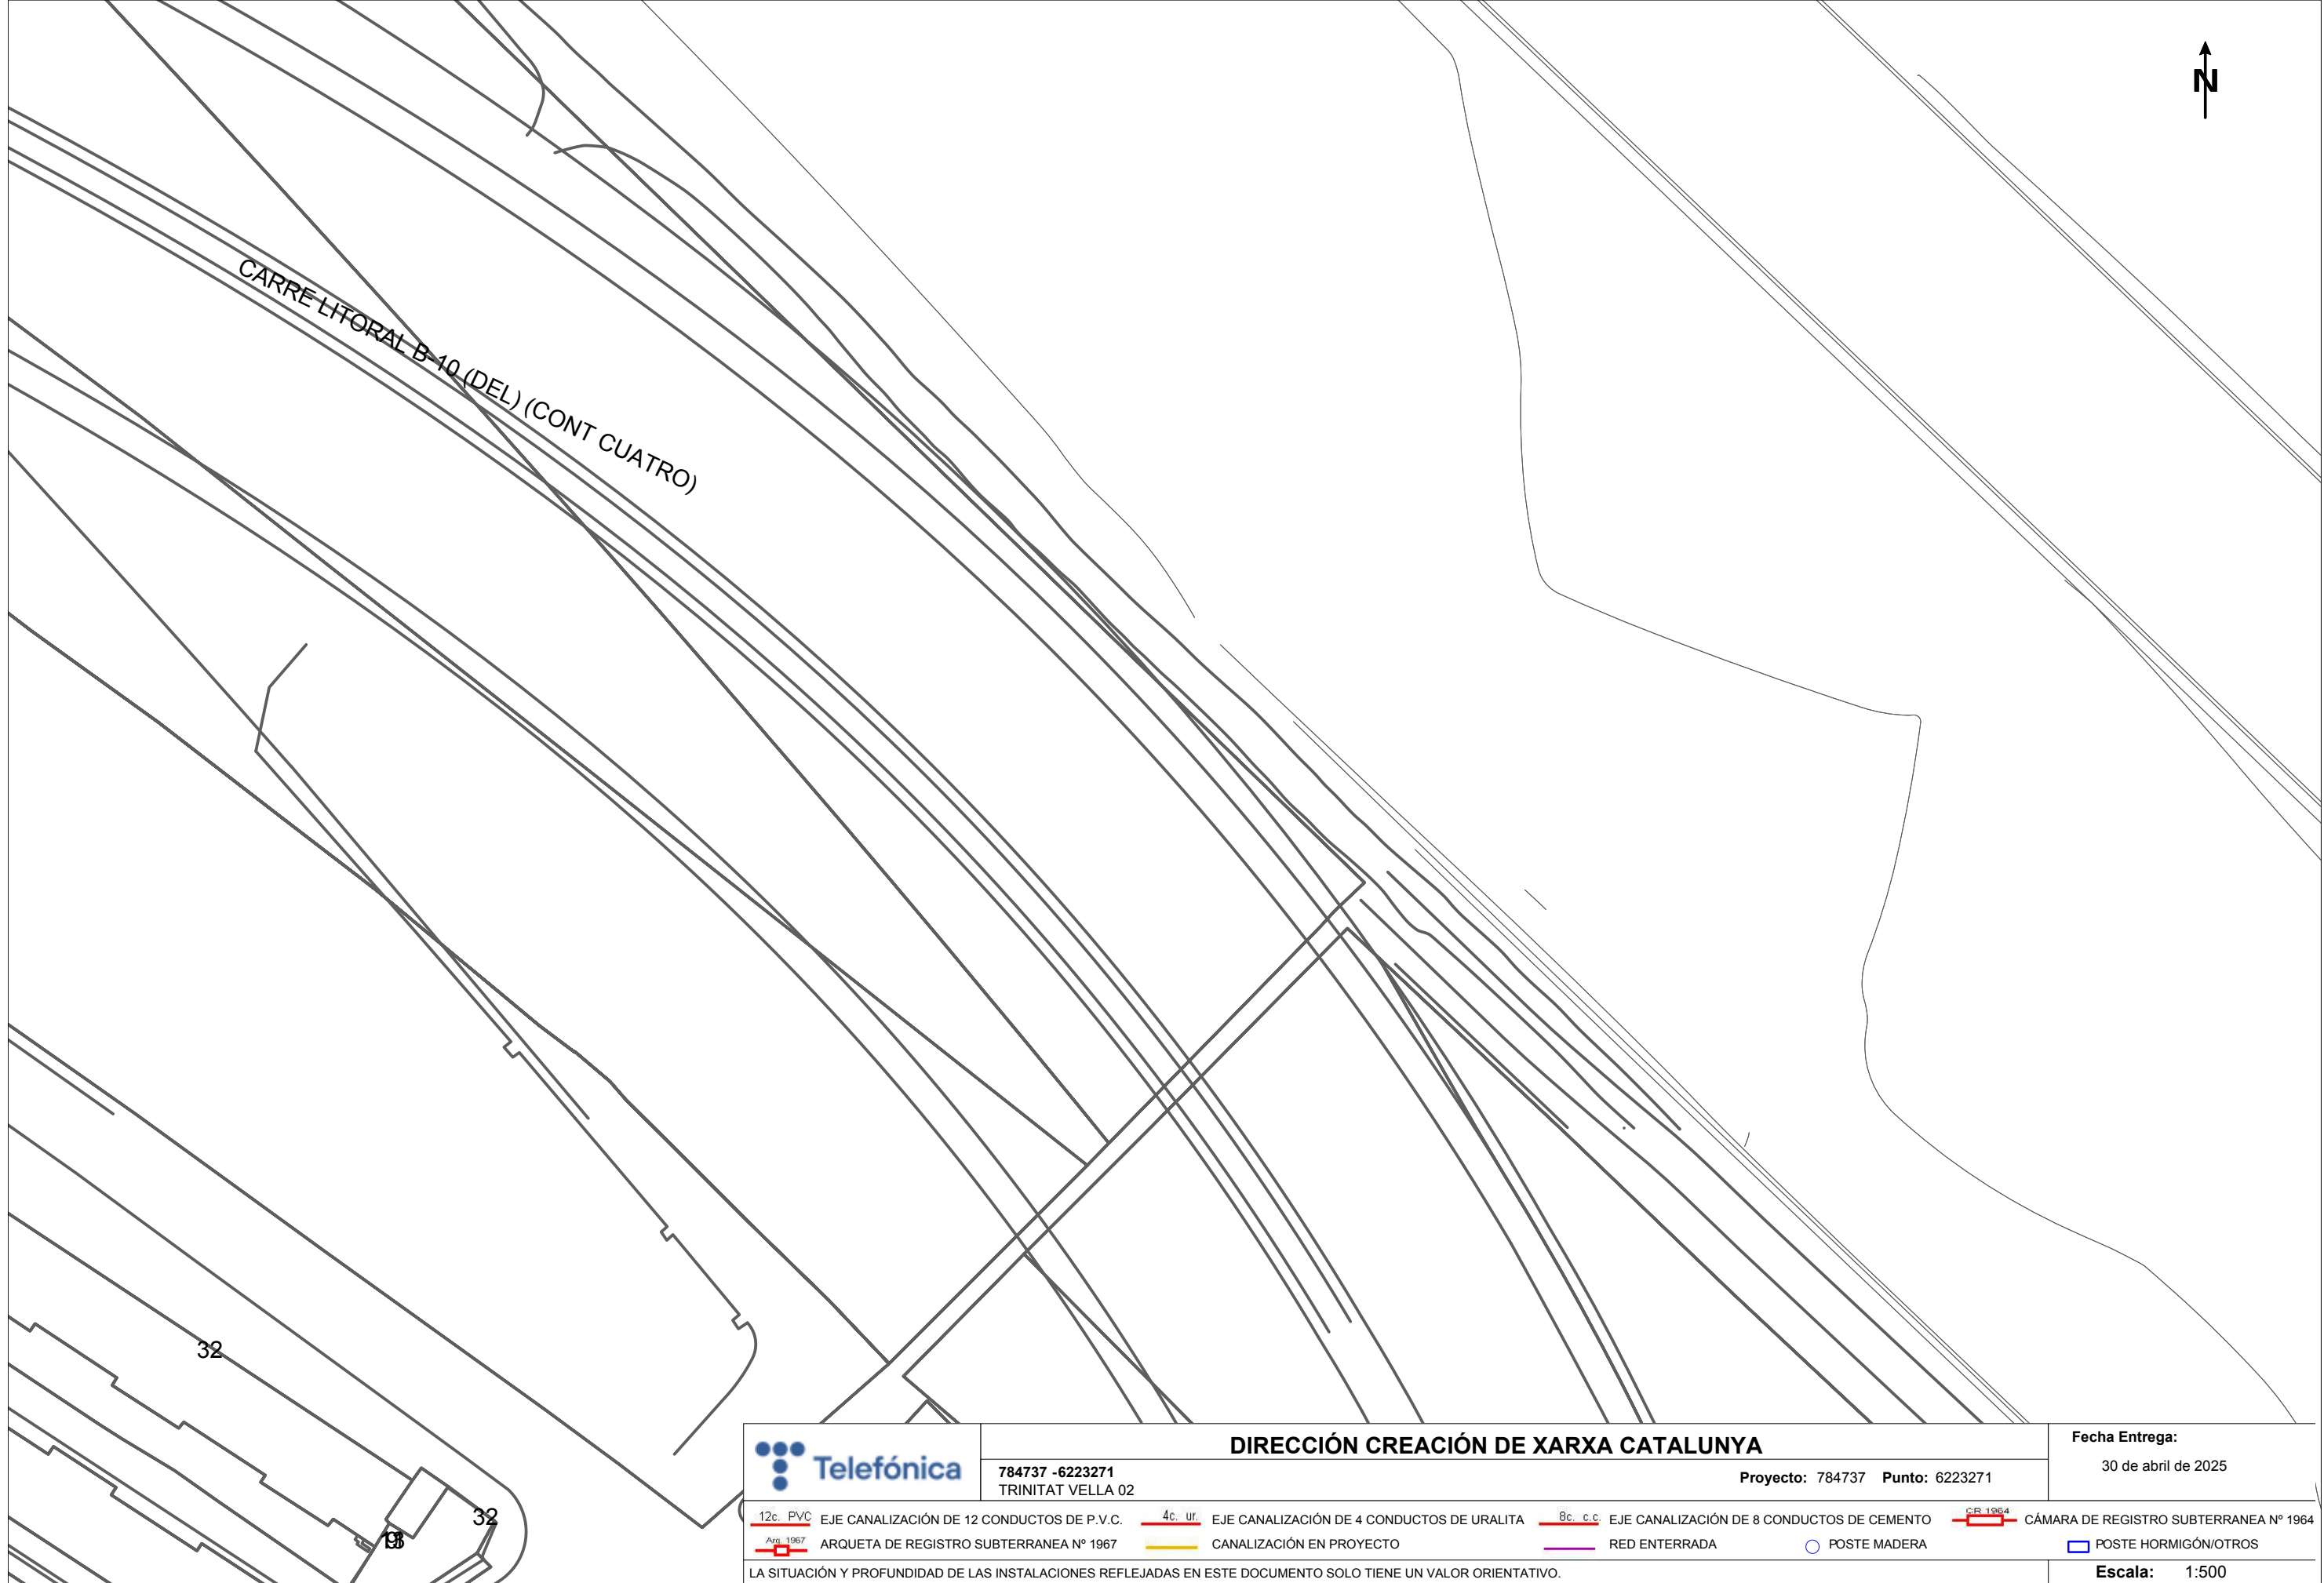 N
CARRE LITORAL B-10 (DEL) (CONT CUATRO)
32
32
Telefónica
DIRECCIÓN CREACIÓN DE XARXA CATALUNYA
784737 -6223271
TRINITAT VELLA 02
Proyecto: 784737 Punto: 6223271
Fecha Entrega:
30 de abril de 2025
12c. PVC EJE CANALIZACIÓN DE 12 CONDUCTOS DE P.V.C. 4c. ur. EJE CANALIZACIÓN DE 4 CONDUCTOS DE URALITA 8c. c.c. EJE CANALIZACIÓN DE 8 CONDUCTOS DE CEMENTO CR 1964 CÁMARA DE REGISTRO SUBTERRANEA Nº 1964
Arq. 1967 ARQUETA DE REGISTRO SUBTERRANEA Nº 1967 CANALIZACIÓN EN PROYECTO RED ENTERRADA POSTE MADERA POSTE HORMIGÓN/OTROS
LA SITUACIÓN Y PROFUNDIDAD DE LAS INSTALACIONES REFLEJADAS EN ESTE DOCUMENTO SOLO TIENE UN VALOR ORIENTATIVO.
Escala: 1:500